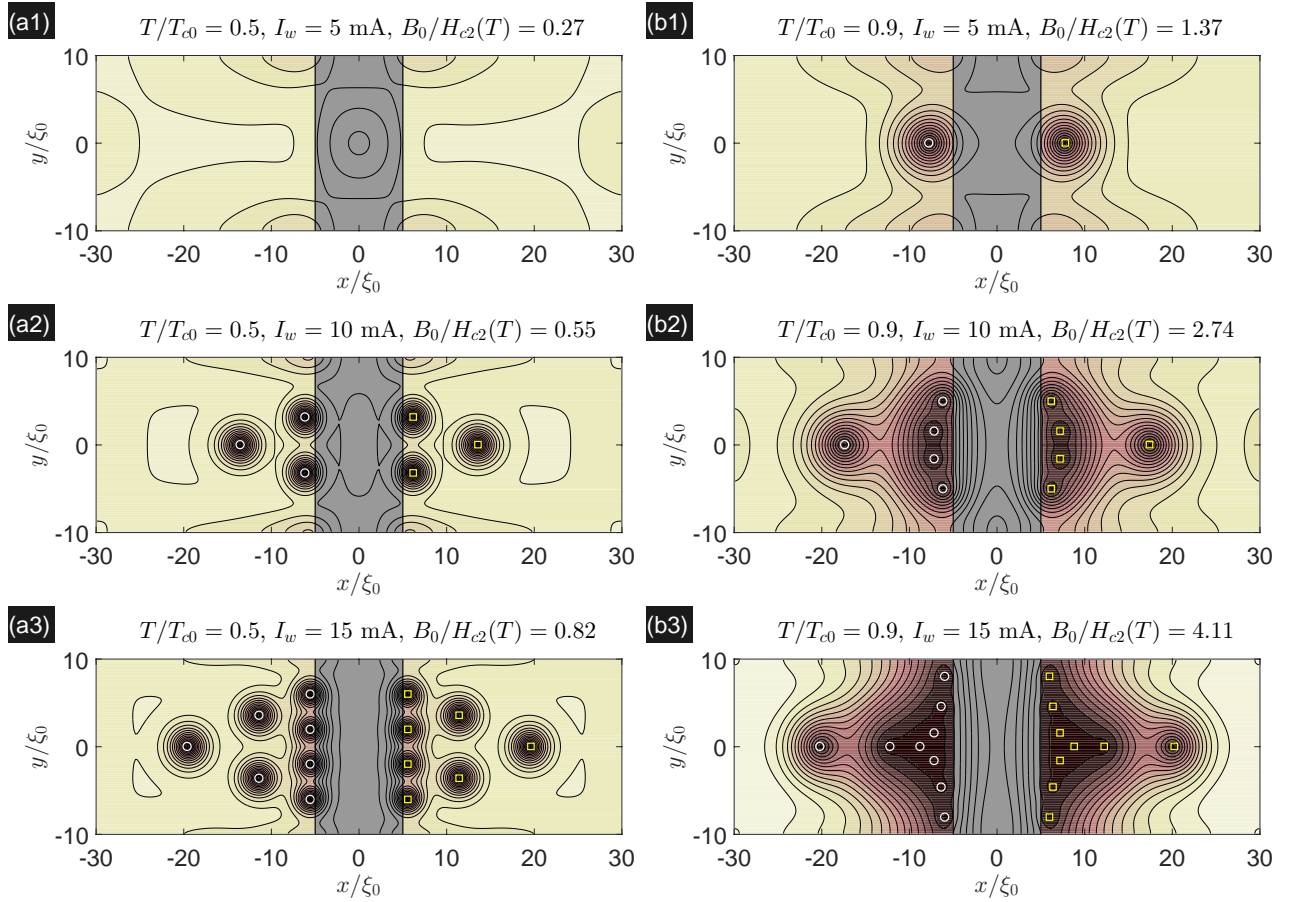 (a1)
T/T_{c0} = 0.5, I_w = 5 mA, B_0/H_{c2}(T) = 0.27
10
0
-10
y/ξ_0
-30 -20 -10 0 10 20 30
x/ξ_0
(b1)
T/T_{c0} = 0.9, I_w = 5 mA, B_0/H_{c2}(T) = 1.37
10
0
-10
y/ξ_0
-30 -20 -10 0 10 20 30
x/ξ_0
(a2)
T/T_{c0} = 0.5, I_w = 10 mA, B_0/H_{c2}(T) = 0.55
10
0
-10
y/ξ_0
-30 -20 -10 0 10 20 30
x/ξ_0
(b2)
T/T_{c0} = 0.9, I_w = 10 mA, B_0/H_{c2}(T) = 2.74
10
0
-10
y/ξ_0
-30 -20 -10 0 10 20 30
x/ξ_0
(a3)
T/T_{c0} = 0.5, I_w = 15 mA, B_0/H_{c2}(T) = 0.82
10
0
-10
y/ξ_0
-30 -20 -10 0 10 20 30
x/ξ_0
(b3)
T/T_{c0} = 0.9, I_w = 15 mA, B_0/H_{c2}(T) = 4.11
10
0
-10
y/ξ_0
-30 -20 -10 0 10 20 30
x/ξ_0